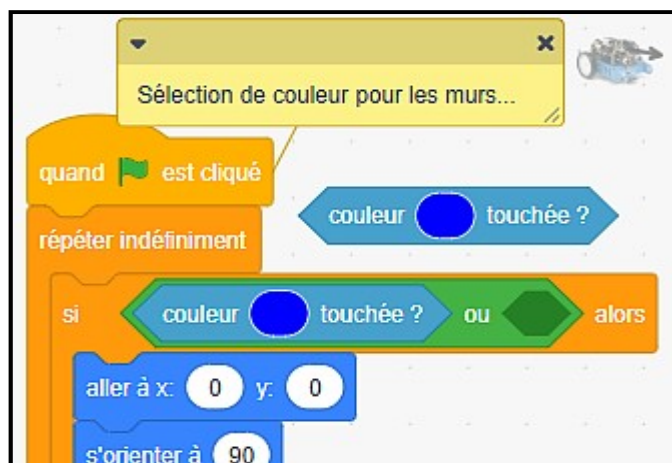 Sélection de couleur pour les murs...
quand est cliqué
couleur touchée ?
répéter indéfiniment
si couleur touchée ? ou alors
aller à x: 0 y: 0
s'orienter à 90